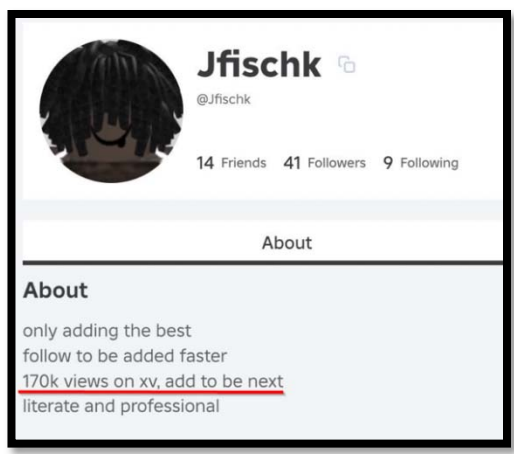 Jfischk
@Jfischk
14 Friends 41 Followers 9 Following
About
About
only adding the best
follow to be added faster
170k views on xv, add to be next
literate and professional